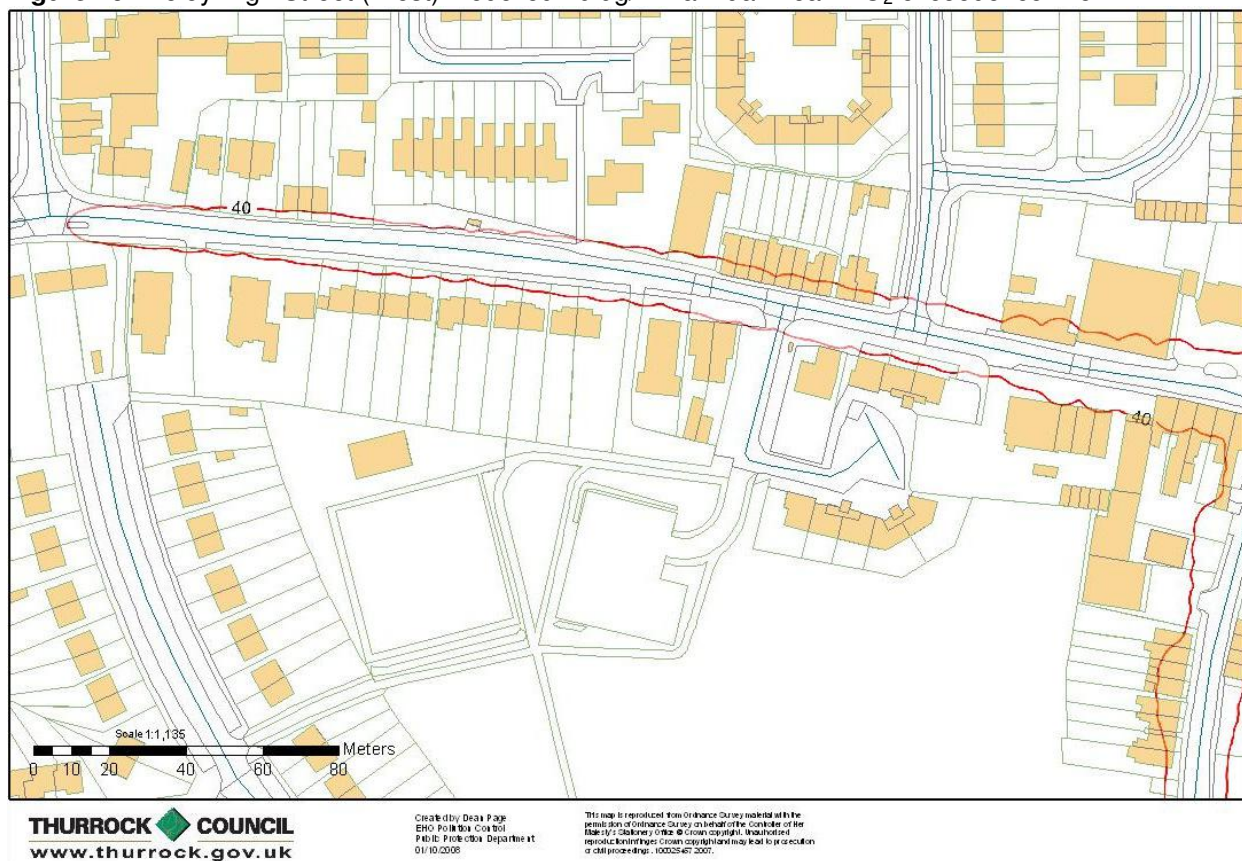 40
40
Scale 1:1,135
Meters
0 10 20 40 60 80
THURROCK COUNCIL
www.thurrock.gov.uk
Created by Dean Page
EHO Pollution Control
Public Protection Department
01/10/2008
This map is reproduced from Ordnance Survey material with the
permission of Ordnance Survey on behalf of the Controller of Her
Majesty's Stationery Office © Crown copyright. Unauthorised
reproduction infringes Crown copyright and may lead to prosecution
or civil proceedings. 100025457 2007.